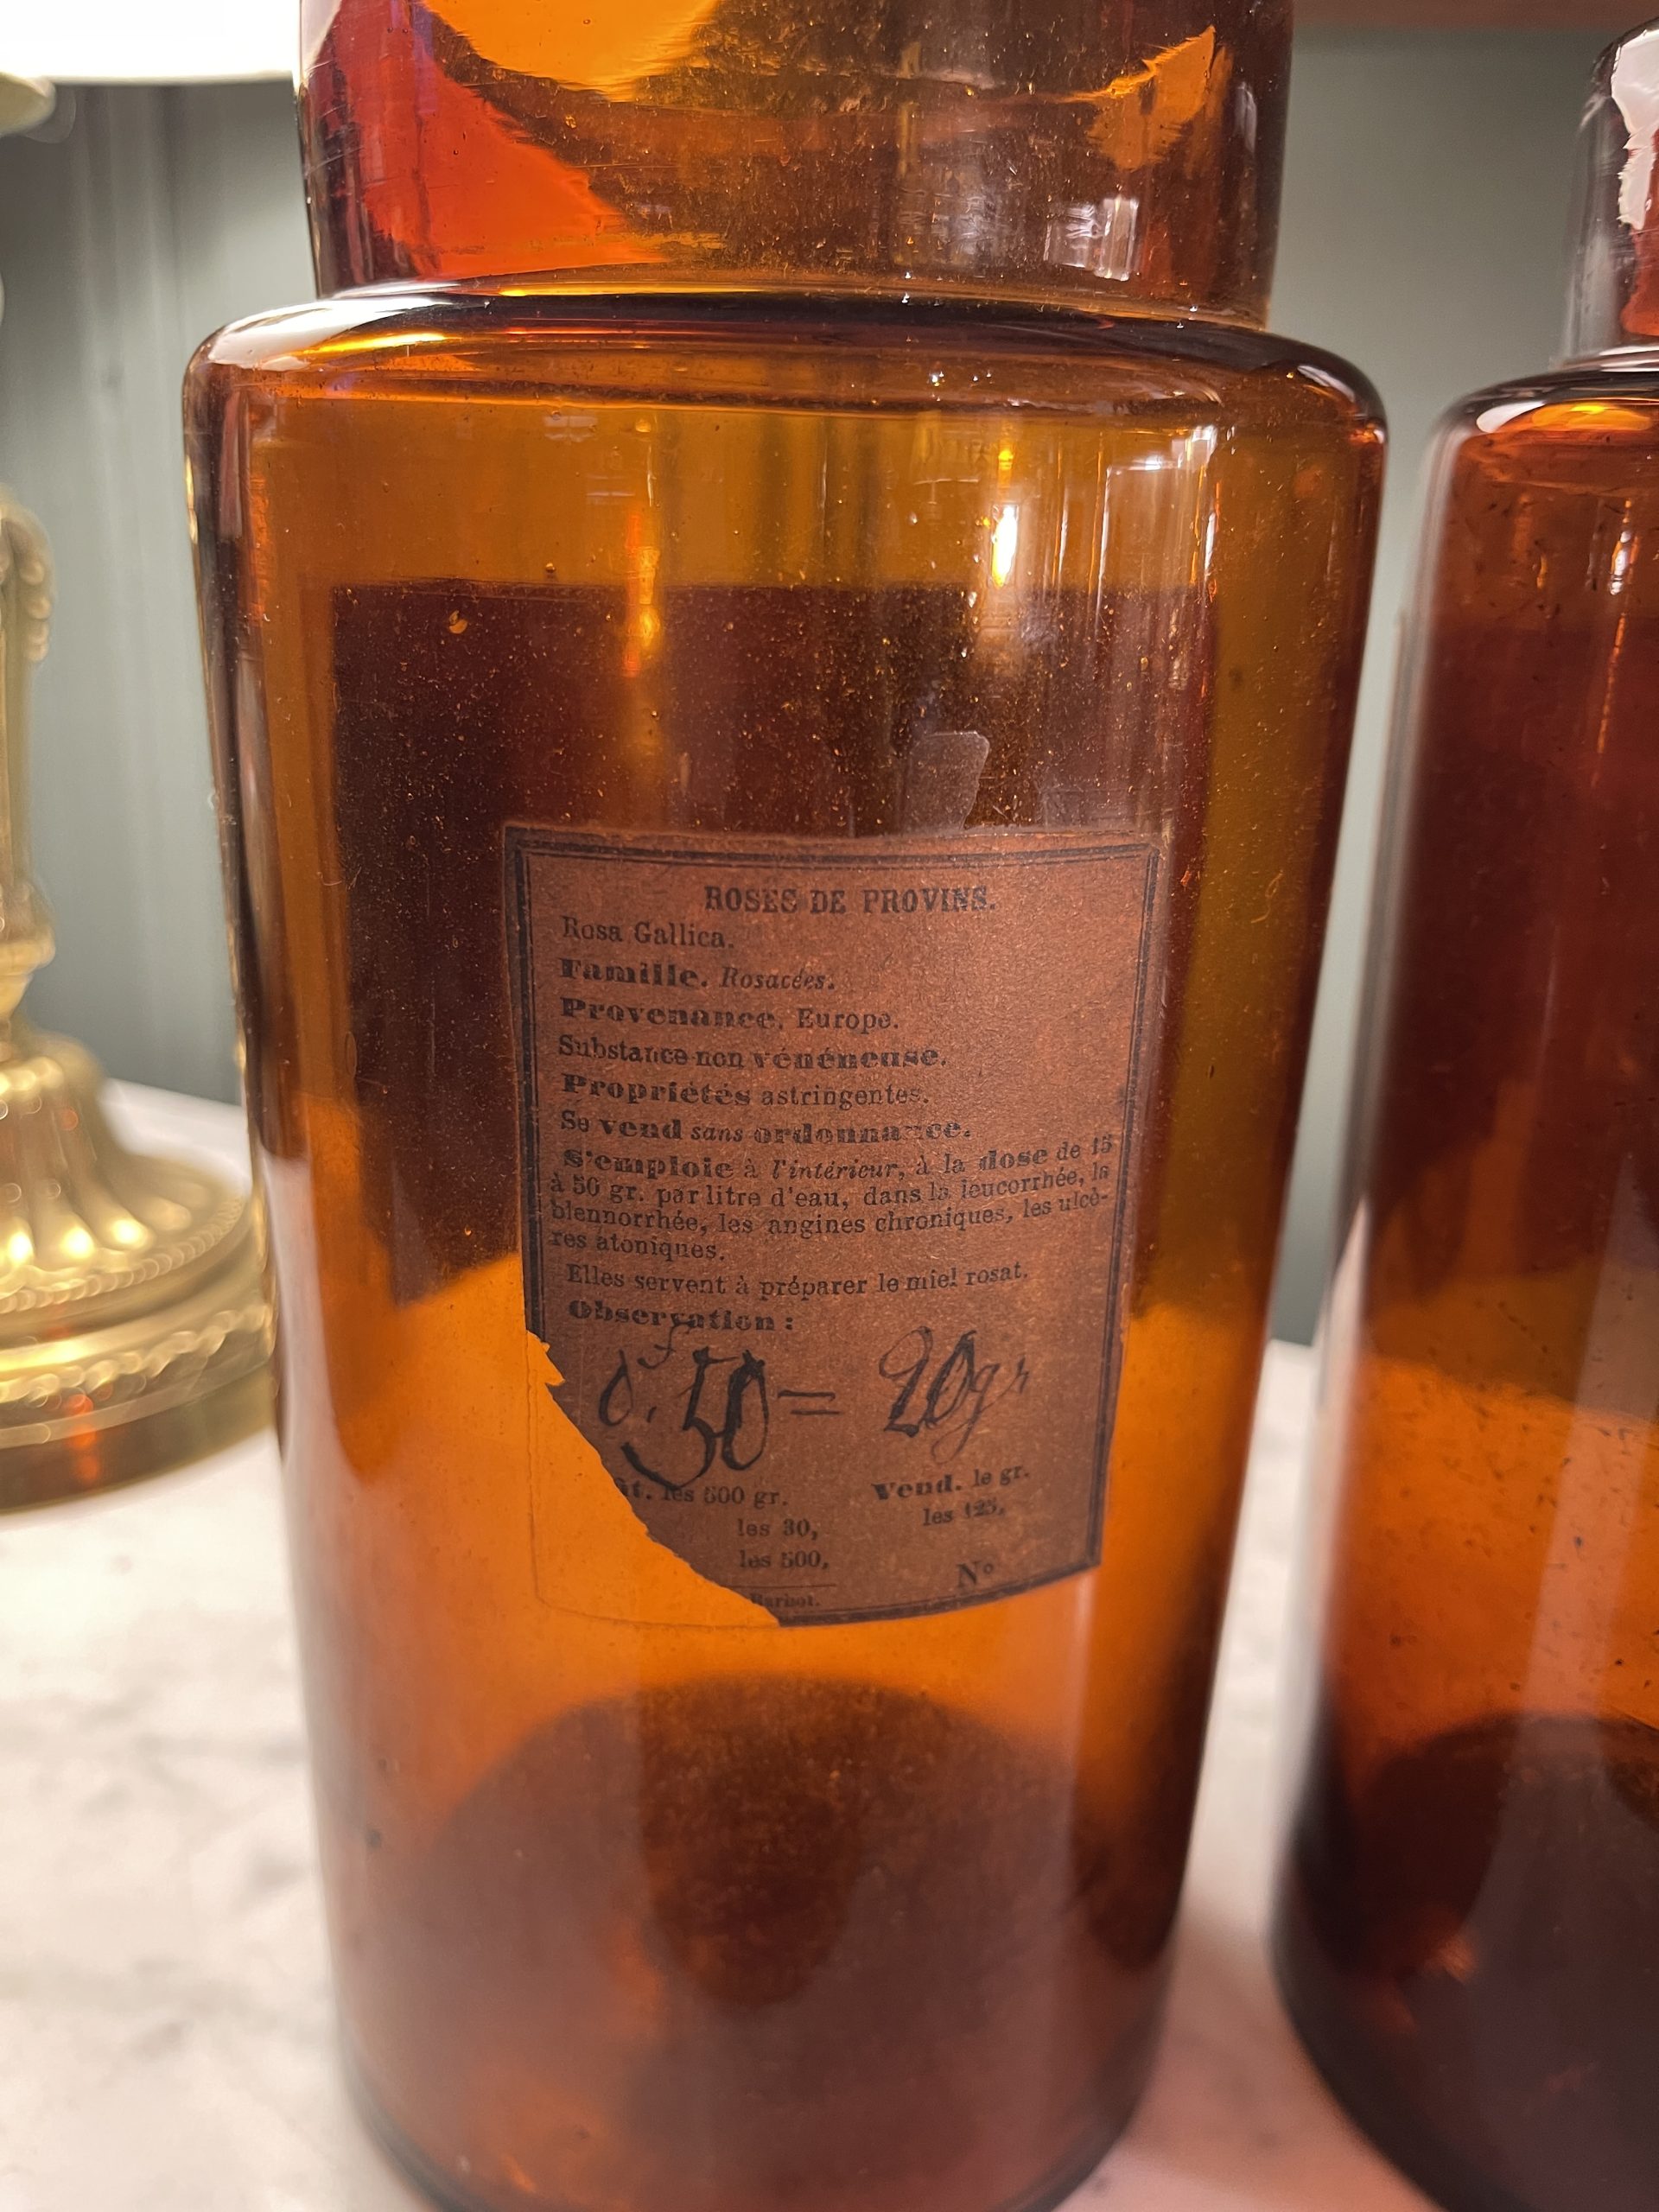 ROSES DE PROVINS.
Rosa Gallica.
Famille. Rosacées.
Provenance. Europe.
Substance non vénéneuse.
Propriétés astringentes.
Se vend sans ordonnance.
S'emploie à l'intérieur, à la dose de 15
à 50 gr. par litre d'eau, dans la leucorrhée, la
blennorrhée, les angines chroniques, les ulcè-
res atoniques.
Elles servent à préparer le miel rosat.
Observation :
0f,50 = 20gr
les 500 gr. Vend. le gr.
les 30, les 125,
les 500,
N°